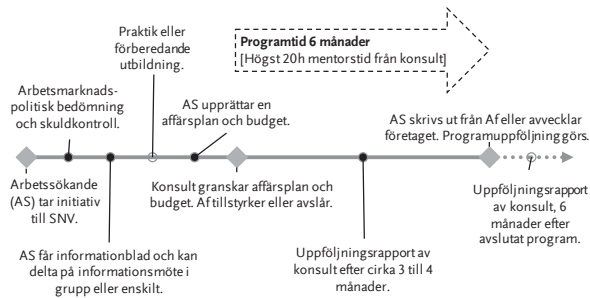 Praktik eller
förberedande
utbildning.
Programtid 6 månader
[Högst 20h mentorstid från konsult]
Arbetsmarknads-
politisk bedömning
och skuldkontroll.
AS upprättar en
affärsplan och budget.
AS skrivs ut från Af eller avvecklar
företaget. Programuppföljning görs.
Arbetssökande
(AS) tar initiativ
till SNV.
Konsult granskar affärsplan och
budget. Af tillstyrker eller avslår.
Uppföljningsrapport
av konsult, 6
månader efter
avslutat program.
AS får informationblad och kan
delta på informationsmöte i
grupp eller enskilt.
Uppföljningsrapport av
konsult efter cirka 3 till 4
månader.